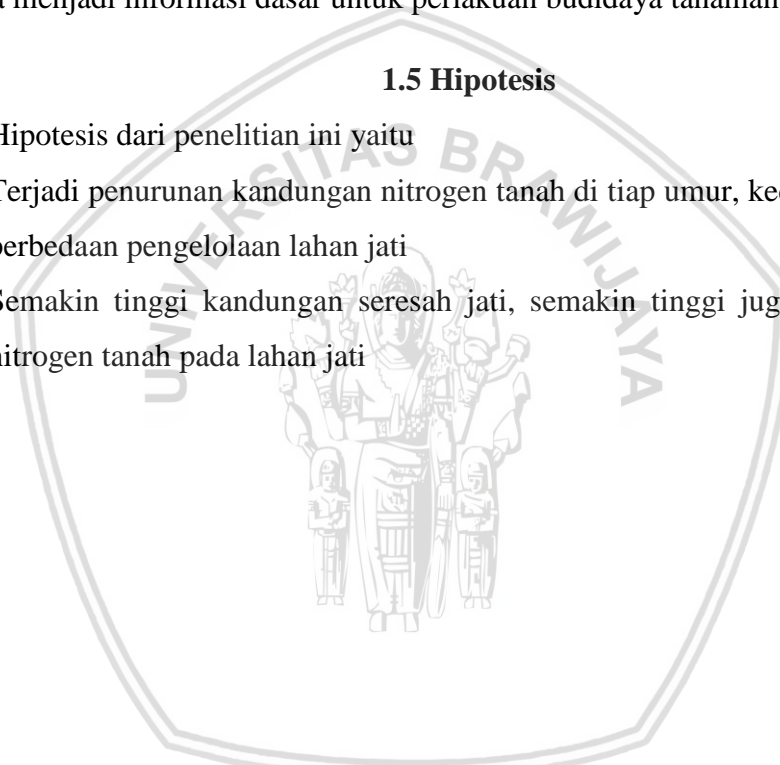 menjadi informasi dasar untuk perlakuan budidaya tanaman
1.5 Hipotesis
Hipotesis dari penelitian ini yaitu
Terjadi penurunan kandungan nitrogen tanah di tiap umur,
perbedaan pengelolaan lahan jati
Semakin tinggi kandungan seresah jati, semakin tinggi jug
nitrogen tanah pada lahan jati
UNIVERSITAS BRAWIJAYA